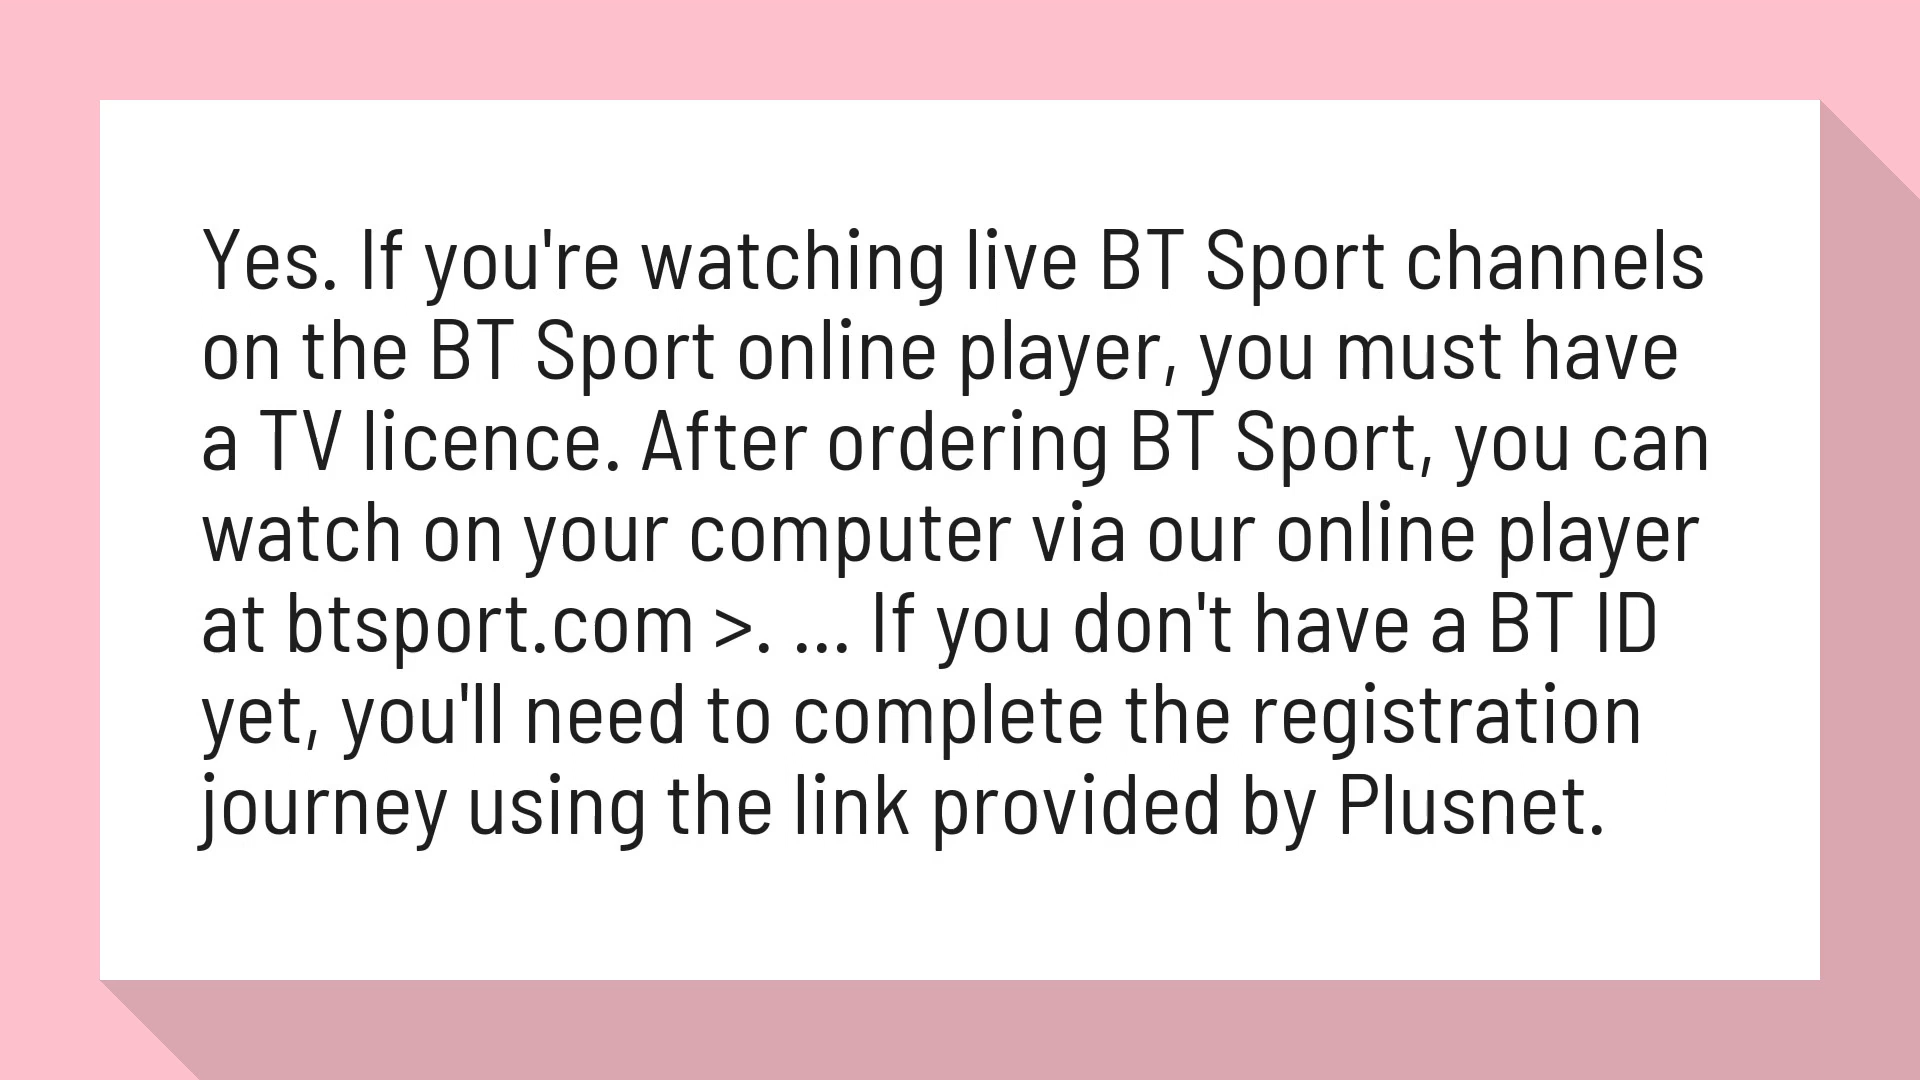 Yes. If you're watching live BT Sport channels
on the BT Sport online player, you must have
a TV licence. After ordering BT Sport, you can
watch on your computer via our online player
at btsport.com >. ... If you don't have a BT ID
yet, you'll need to complete the registration
journey using the link provided by Plusnet.